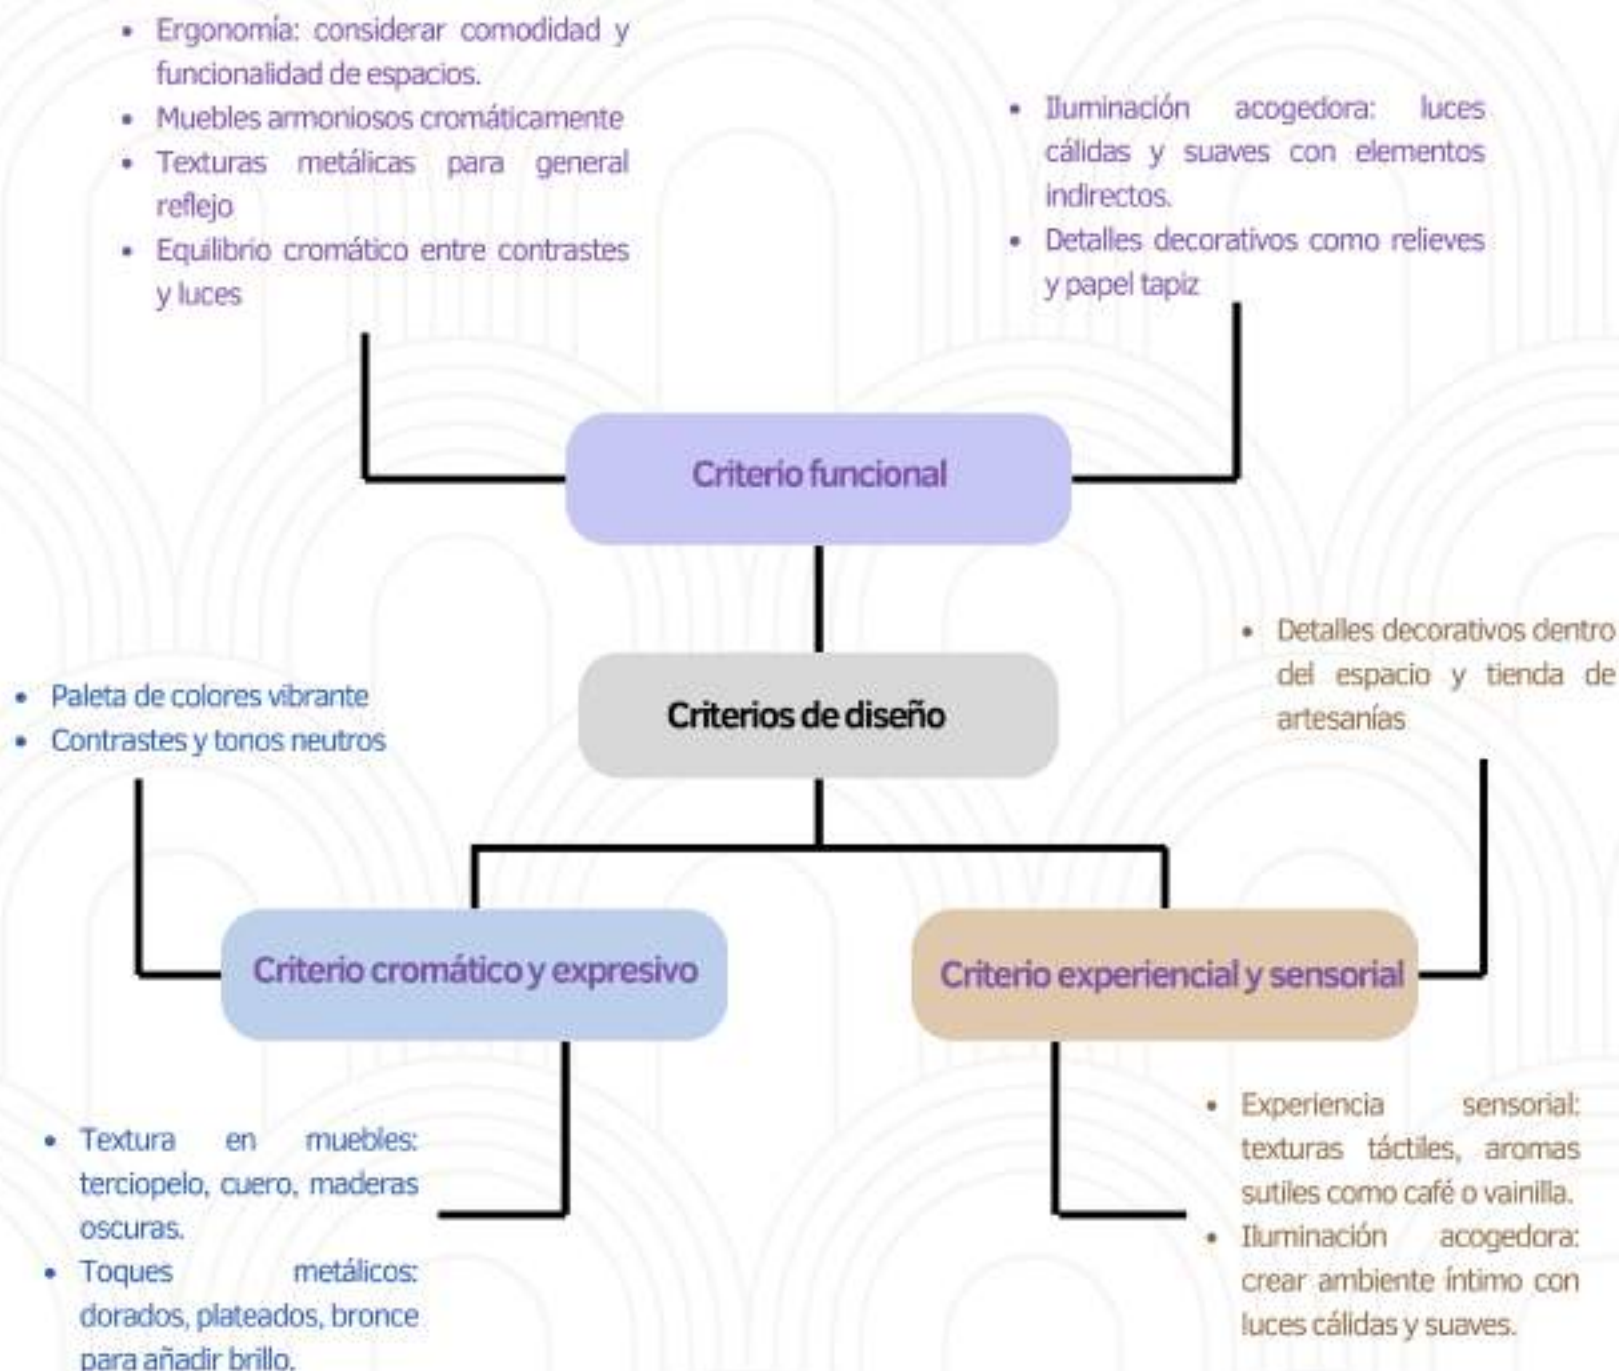 • Ergonomía: considerar comodidad y
funcionalidad de espacios.
• Muebles armoniosos cromáticamente
• Texturas metálicas para general
reflejo
• Equilibrio cromático entre contrastes
y luces
• Iluminación acogedora: luces
cálidas y suaves con elementos
indirectos.
• Detalles decorativos como relieves
y papel tapiz
Criterio funcional
Criterios de diseño
• Paleta de colores vibrante
• Contrastes y tonos neutros
• Detalles decorativos dentro
del espacio y tienda de
artesanías
Criterio cromático y expresivo
Criterio experiencial y sensorial
• Textura en muebles:
terciopelo, cuero, maderas
oscuras.
• Toques metálicos:
dorados, plateados, bronce
para añadir brillo.
• Experiencia sensorial:
texturas táctiles, aromas
sutiles como café o vainilla.
• Iluminación acogedora:
crear ambiente íntimo con
luces cálidas y suaves.